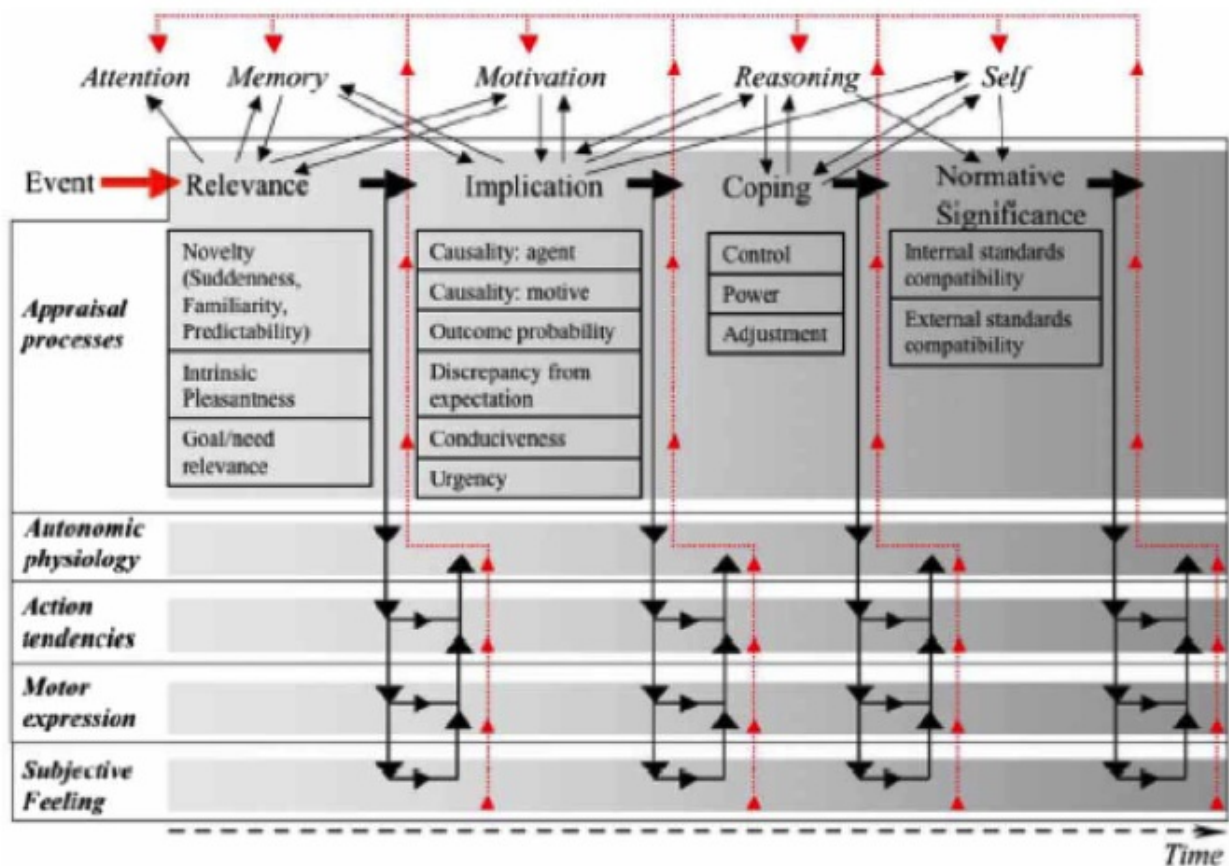 Attention Memory Motivation Reasoning Self
Event Relevance Implication Coping Normative
Significance
Appraisal
processes
Novelty
(Suddenness,
Familiarity,
Predictability)
Intrinsic
Pleasantness
Goal/need
relevance
Causality: agent
Causality: motive
Outcome probability
Discrepancy from
expectation
Conduciveness
Urgency
Control
Power
Adjustment
Internal standards
compatibility
External standards
compatibility
Autonomic
physiology
Action
tendencies
Motor
expression
Subjective
Feeling
Time